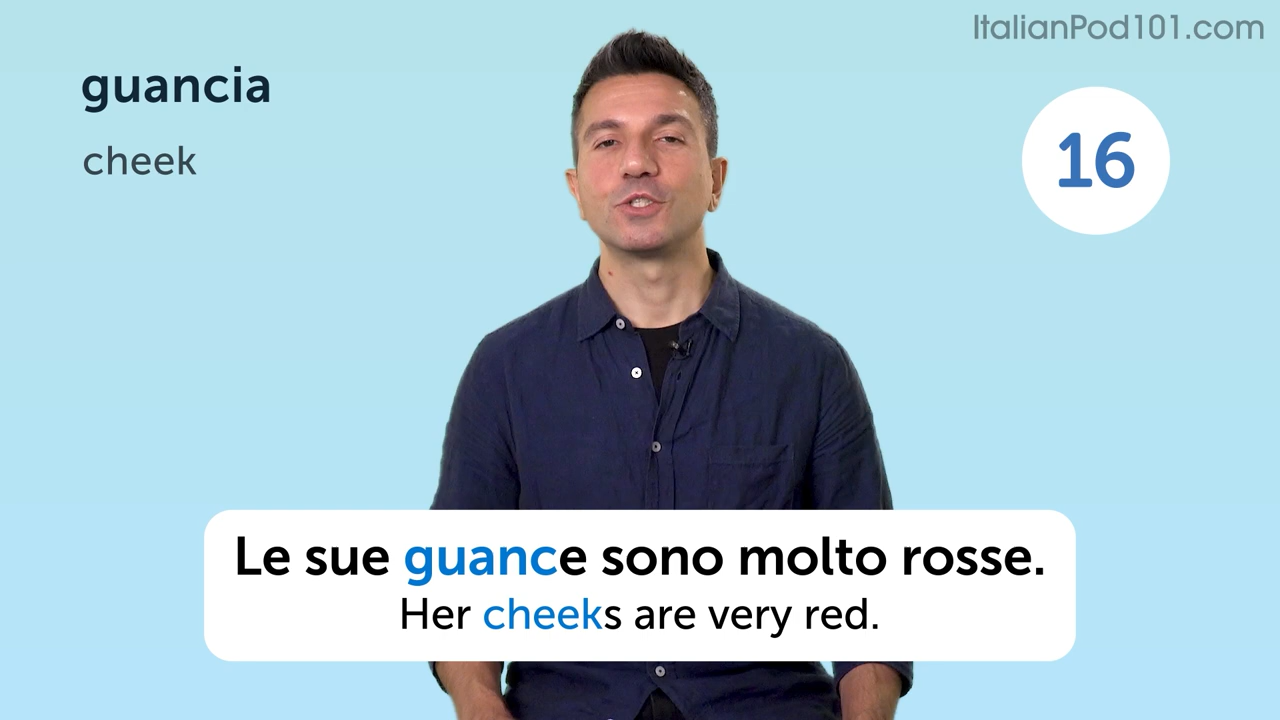 ItalianPod101.com
guancia
cheek
16
Le sue guance sono molto rosse.
Her cheeks are very red.